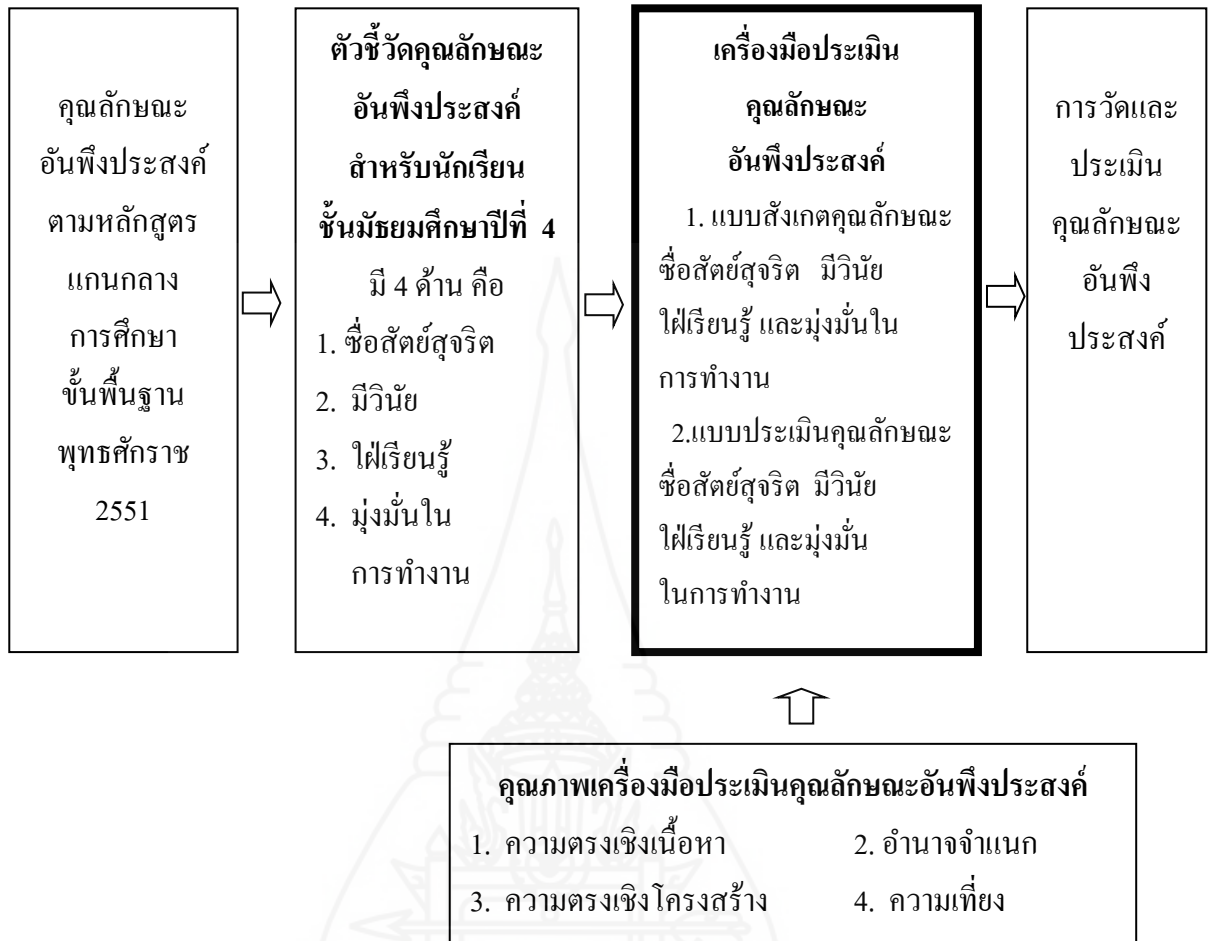 คุณลักษณะ
อันพึงประสงค์
ตามหลักสูตร
แกนกลาง
การศึกษา
ขั้นพื้นฐาน
พุทธศักราช
2551
ตัวชี้วัดคุณลักษณะ
อันพึงประสงค์
สำหรับนักเรียน
ชั้นมัธยมศึกษาปีที่ 4
มี 4 ด้าน คือ
1. ซื่อสัตย์สุจริต
2. มีวินัย
3. ใฝ่เรียนรู้
4. มุ่งมั่นใน
การทำงาน
เครื่องมือประเมิน
คุณลักษณะ
อันพึงประสงค์
1. แบบสังเกตคุณลักษณะ
ซื่อสัตย์สุจริต มีวินัย
ใฝ่เรียนรู้ และมุ่งมั่นใน
การทำงาน
2.แบบประเมินคุณลักษณะ
ซื่อสัตย์สุจริต มีวินัย
ใฝ่เรียนรู้ และมุ่งมั่น
ในการทำงาน
การวัดและ
ประเมิน
คุณลักษณะ
อันพึง
ประสงค์
คุณภาพเครื่องมือประเมินคุณลักษณะอันพึงประสงค์
1. ความตรงเชิงเนื้อหา 2. อำนาจจำแนก
3. ความตรงเชิงโครงสร้าง 4. ความเที่ยง